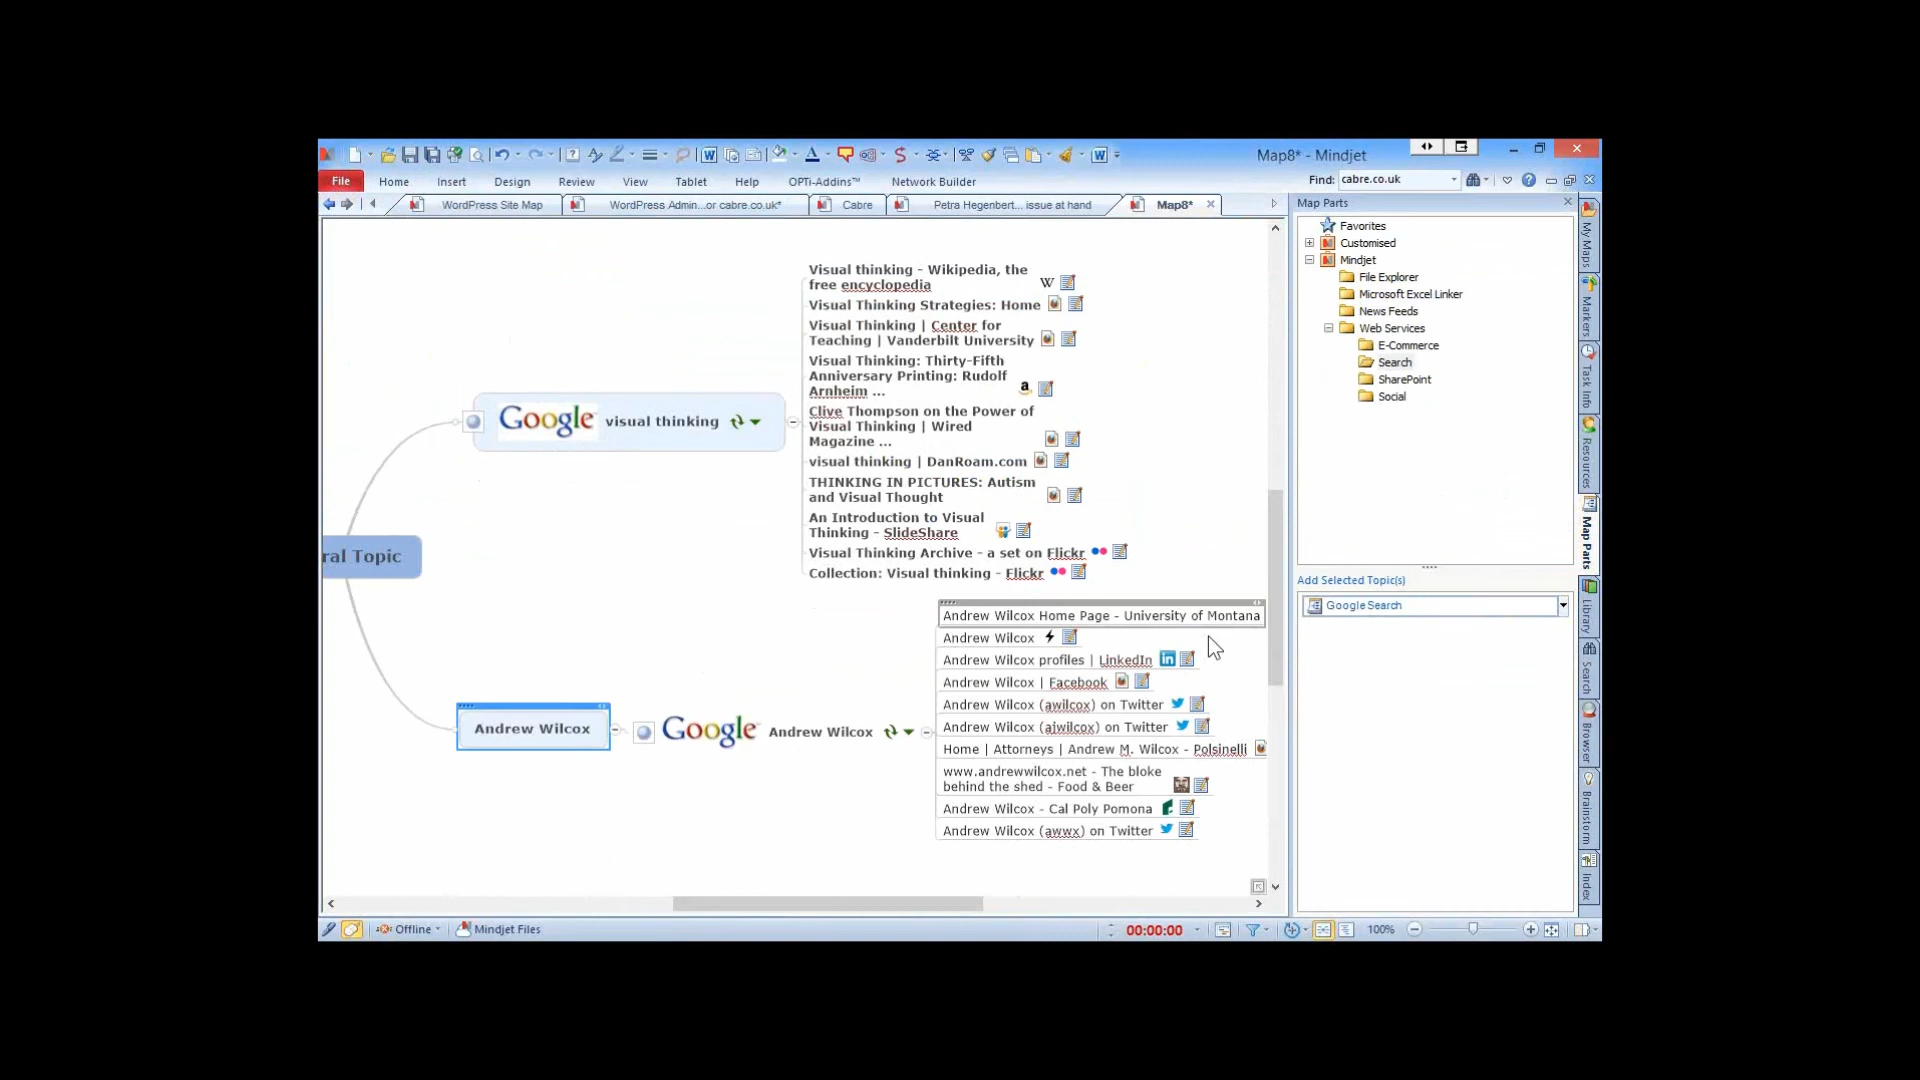 Map8* - Mindjet
File
Home
Insert
Design
Review
View
Tablet
Help
OPTi-Addins™
Network Builder
Find:
cabre.co.uk
WordPress Site Map
WordPress Admin...or cabre.co.uk*
Cabre
Petra Hegenbert... issue at hand
Map8*
Visual thinking - Wikipedia, the
free encyclopedia
Visual Thinking Strategies: Home
Visual Thinking | Center for
Teaching | Vanderbilt University
Visual Thinking: Thirty-Fifth
Anniversary Printing: Rudolf
Arnheim ...
Clive Thompson on the Power of
Visual Thinking | Wired
Magazine ...
visual thinking | DanRoam.com
THINKING IN PICTURES: Autism
and Visual Thought
An Introduction to Visual
Thinking - SlideShare
Visual Thinking Archive - a set on Flickr
Collection: Visual thinking - Flickr
Google visual thinking
ral Topic
Andrew Wilcox
Google Andrew Wilcox
Andrew Wilcox Home Page - University of Montana
Andrew Wilcox
Andrew Wilcox profiles | LinkedIn
Andrew Wilcox | Facebook
Andrew Wilcox (awilcox) on Twitter
Andrew Wilcox (ajwilcox) on Twitter
Home | Attorneys | Andrew M. Wilcox - Polsinelli
www.andrewwilcox.net - The bloke
behind the shed - Food & Beer
Andrew Wilcox - Cal Poly Pomona
Andrew Wilcox (awwx) on Twitter
Map Parts
Favorites
Customised
Mindjet
File Explorer
Microsoft Excel Linker
News Feeds
Web Services
E-Commerce
Search
SharePoint
Social
Add Selected Topic(s)
Google Search
My Maps
Markers
Task Info
Resources
Map Parts
Library
Search
Browser
Brainstorm
Index
Offline
Mindjet Files
00:00:00
100%